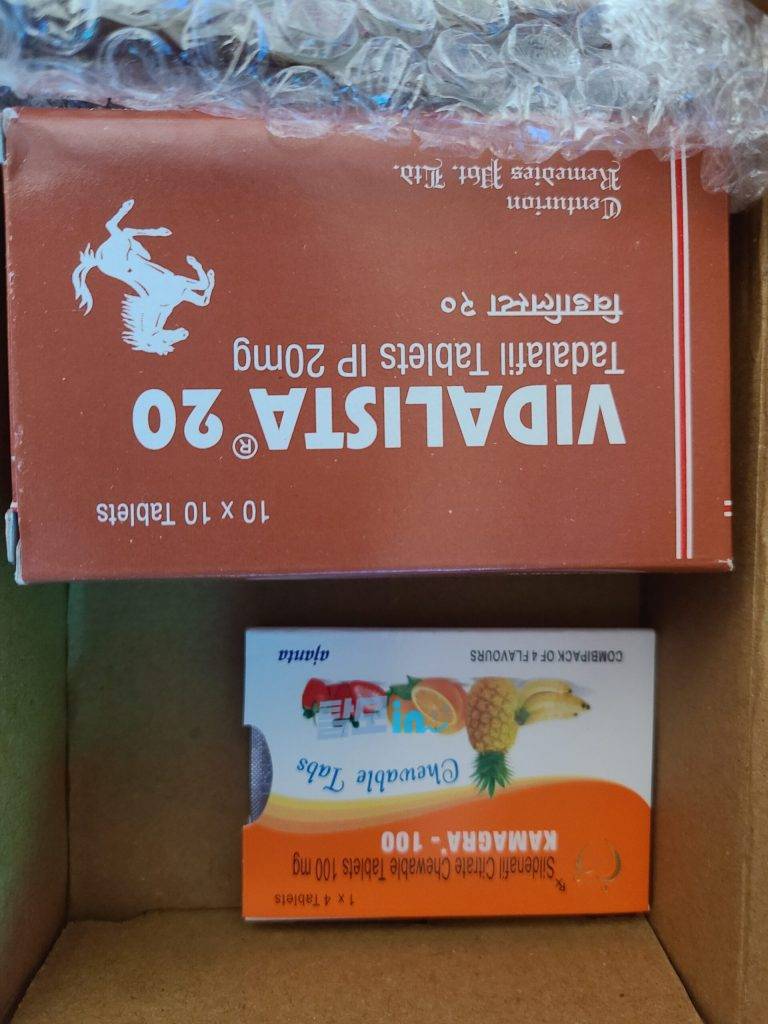 1 x 4 Tablets
Rx Sildenafil Citrate Chewable Tablets 100 mg
KAMAGRA®- 100
Chewable Tabs
COMBIPACK OF 4 FLAVOURS
ajanta
10 x 10 Tablets
VIDALISTA® 20
Tadalafil Tablets IP 20mg
विडालिस्टा २०
Centurion
Remedies Pvt. Ltd.